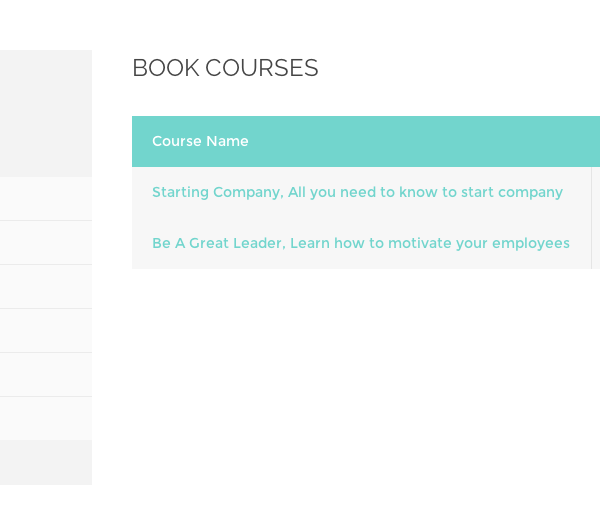 BOOK COURSES
Course Name
Starting Company, All you need to know to start company
Be A Great Leader, Learn how to motivate your employees